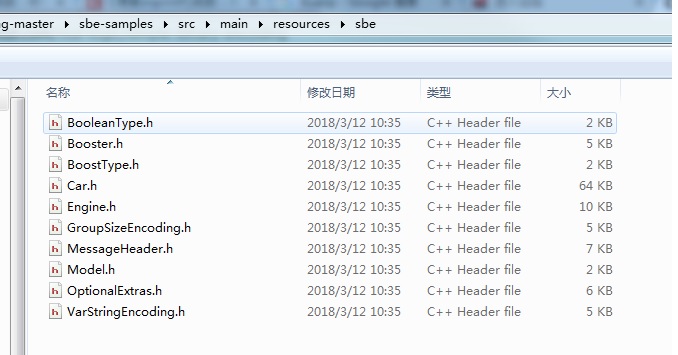 ng-master ▸ sbe-samples ▸ src ▸ main ▸ resources ▸ sbe
名称 修改日期 类型 大小
BooleanType.h 2018/3/12 10:35 C++ Header file 2 KB
Booster.h 2018/3/12 10:35 C++ Header file 5 KB
BoostType.h 2018/3/12 10:35 C++ Header file 2 KB
Car.h 2018/3/12 10:35 C++ Header file 64 KB
Engine.h 2018/3/12 10:35 C++ Header file 10 KB
GroupSizeEncoding.h 2018/3/12 10:35 C++ Header file 5 KB
MessageHeader.h 2018/3/12 10:35 C++ Header file 7 KB
Model.h 2018/3/12 10:35 C++ Header file 2 KB
OptionalExtras.h 2018/3/12 10:35 C++ Header file 6 KB
VarStringEncoding.h 2018/3/12 10:35 C++ Header file 5 KB